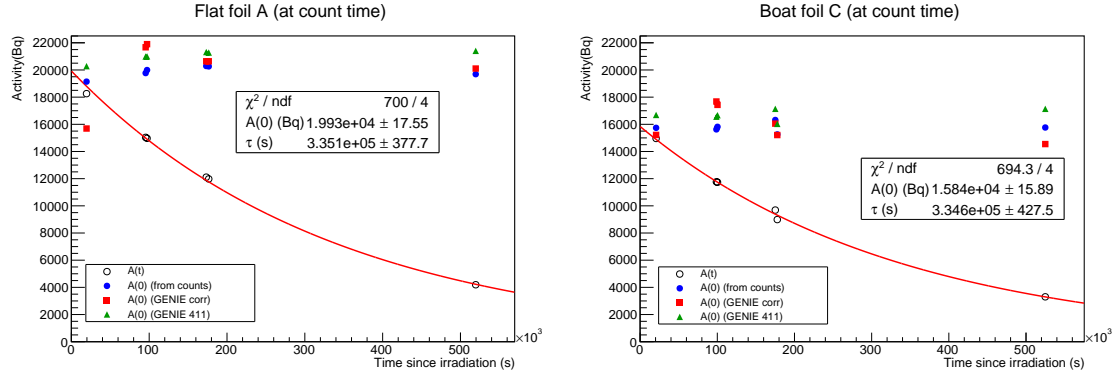 Flat foil A (at count time)
Activity(Bq)
22000
20000
18000
16000
14000
12000
10000
8000
6000
4000
2000
0
χ² / ndf 700 / 4
A(0) (Bq) 1.993e+04 ± 17.55
τ (s) 3.351e+05 ± 377.7
A(t)
A(0) (from counts)
A(0) (GENIE corr)
A(0) (GENIE 411)
0 100 200 300 400 500 ×10³
Time since irradiation (s)
Boat foil C (at count time)
Activity(Bq)
22000
20000
18000
16000
14000
12000
10000
8000
6000
4000
2000
0
χ² / ndf 694.3 / 4
A(0) (Bq) 1.584e+04 ± 15.89
τ (s) 3.346e+05 ± 427.5
A(t)
A(0) (from counts)
A(0) (GENIE corr)
A(0) (GENIE 411)
0 100 200 300 400 500 ×10³
Time since irradiation (s)